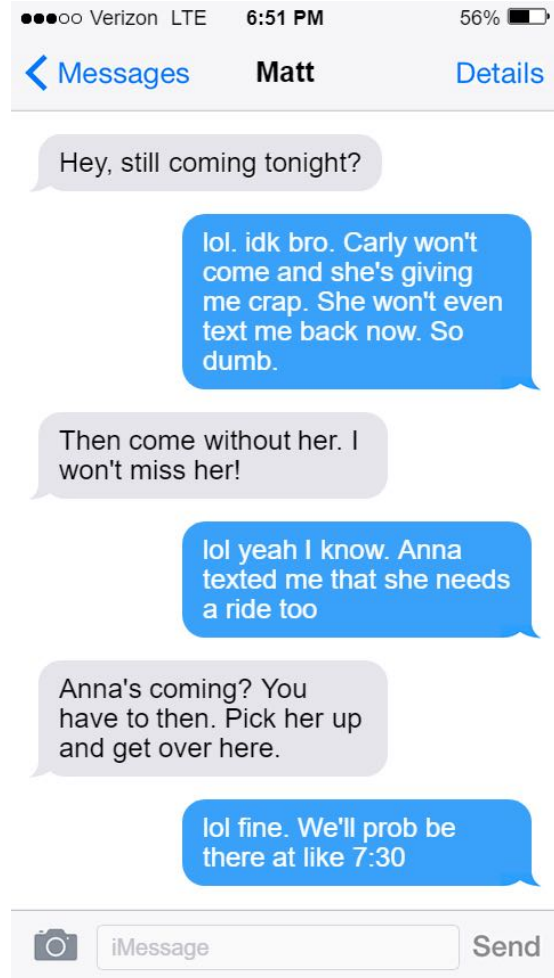 ●●●○○ Verizon LTE 6:51 PM 56%
Messages Matt Details
Hey, still coming tonight?
lol. idk bro. Carly won't
come and she's giving
me crap. She won't even
text me back now. So
dumb.
Then come without her. I
won't miss her!
lol yeah I know. Anna
texted me that she needs
a ride too
Anna's coming? You
have to then. Pick her up
and get over here.
lol fine. We'll prob be
there at like 7:30
iMessage Send